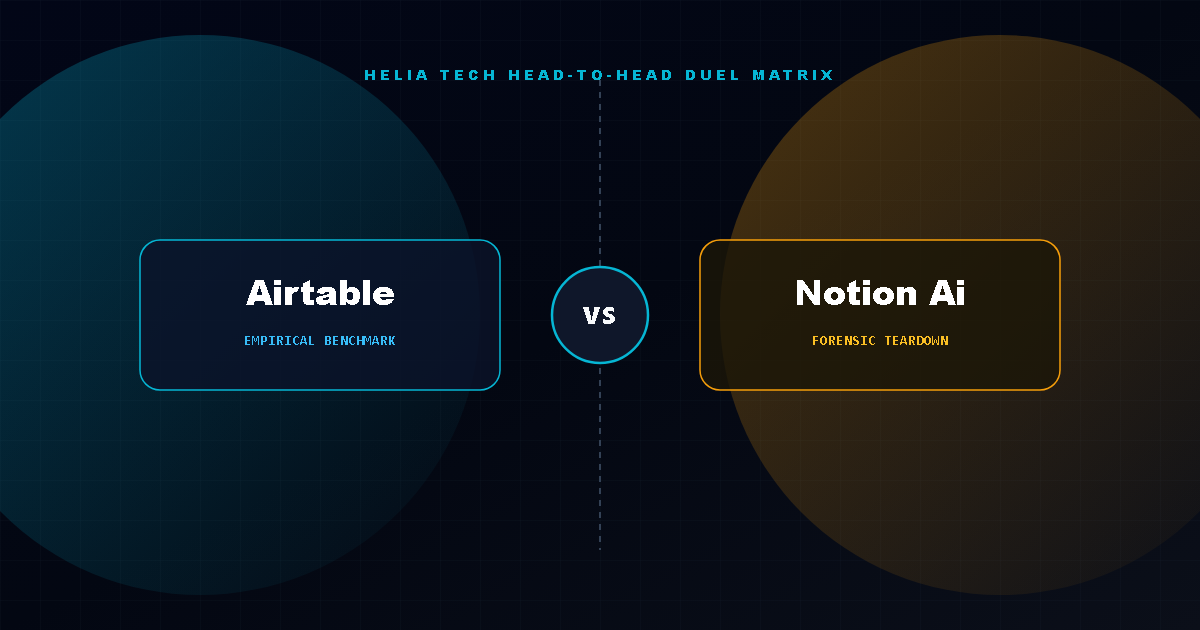 HELIA TECH HEAD-TO-HEAD DUEL MATRIX
Airtable
EMPIRICAL BENCHMARK
VS
Notion Ai
FORENSIC TEARDOWN